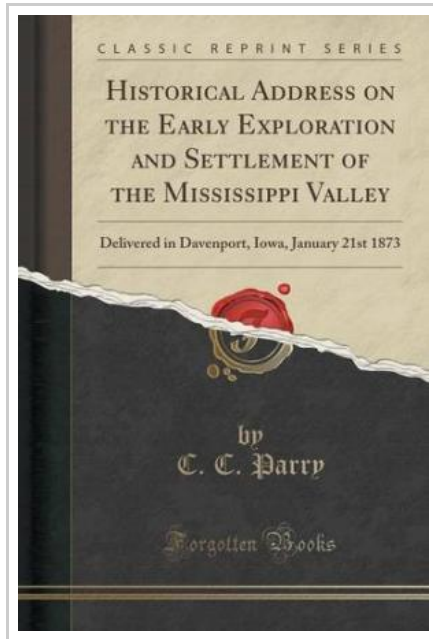 CLASSIC REPRINT SERIES
HISTORICAL ADDRESS ON
THE EARLY EXPLORATION
AND SETTLEMENT OF
THE MISSISSIPPI VALLEY
Delivered in Davenport, Iowa, January 21st 1873
by
C. C. Parry
Forgotten Books